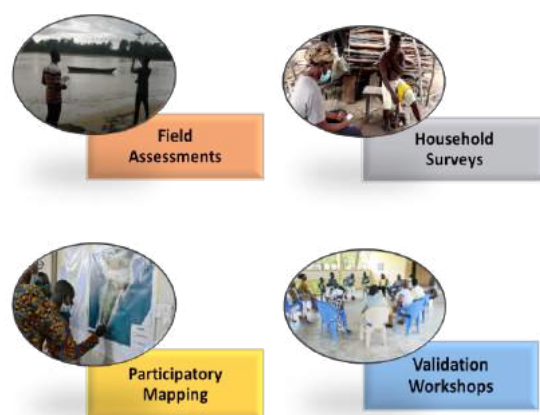 Field
Assessments
Household
Surveys
Participatory
Mapping
Validation
Workshops